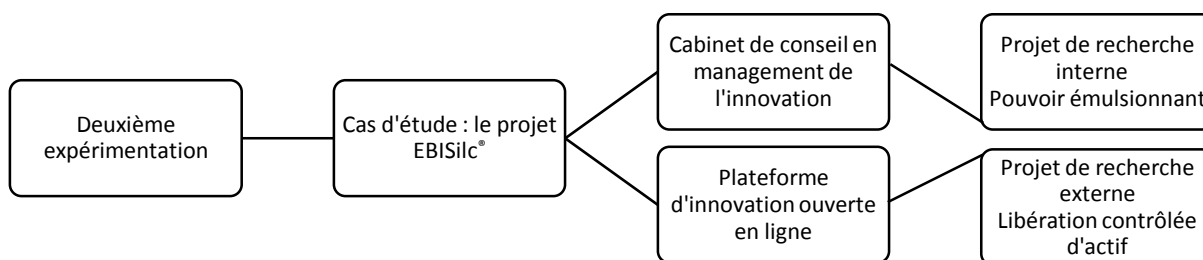 Deuxième
expérimentation
Cas d'étude : le projet
EBISilc®
Cabinet de conseil en
management de
l'innovation
Plateforme
d'innovation ouverte
en ligne
Projet de recherche
interne
Pouvoir émulsionnant
Projet de recherche
externe
Libération contrôlée
d'actif